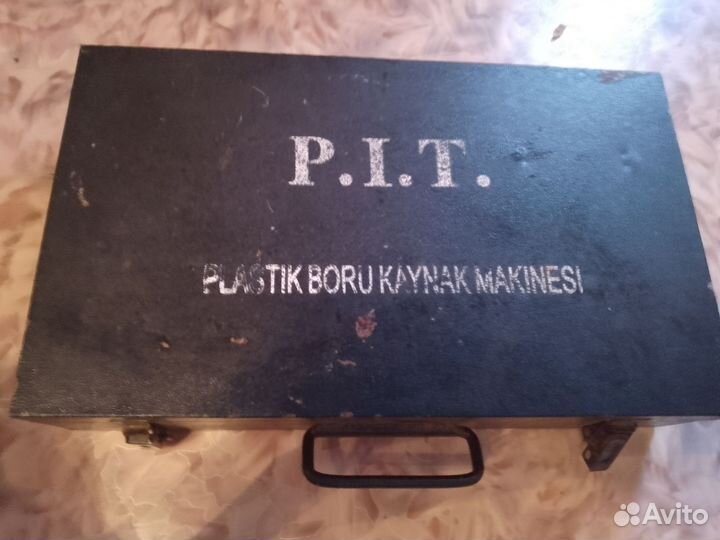 P.I.T.
PLASTIK BORU KAYNAK MAKINESI
Avito